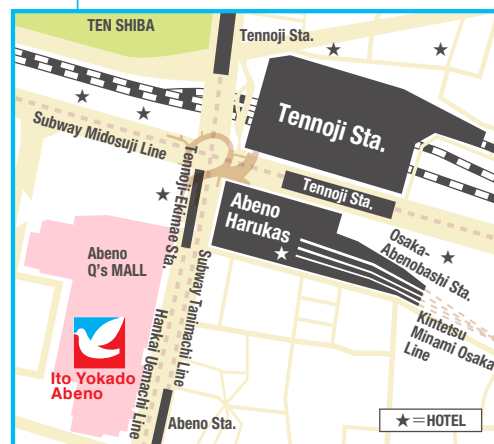 TEN SHIBA
Tennoji Sta.
Subway Midosuji Line
Tennoji Sta.
Tennoji-Ekimae Sta.
Tennoji Sta.
Abeno
Harukas
Osaka-
Abenobashi Sta.
Abeno
Q's MALL
Subway Tanimachi Line
Kintetsu
Minami Osaka
Line
Hankai Uemachi Line
Ito Yokado
Abeno
Abeno Sta.
★=HOTEL